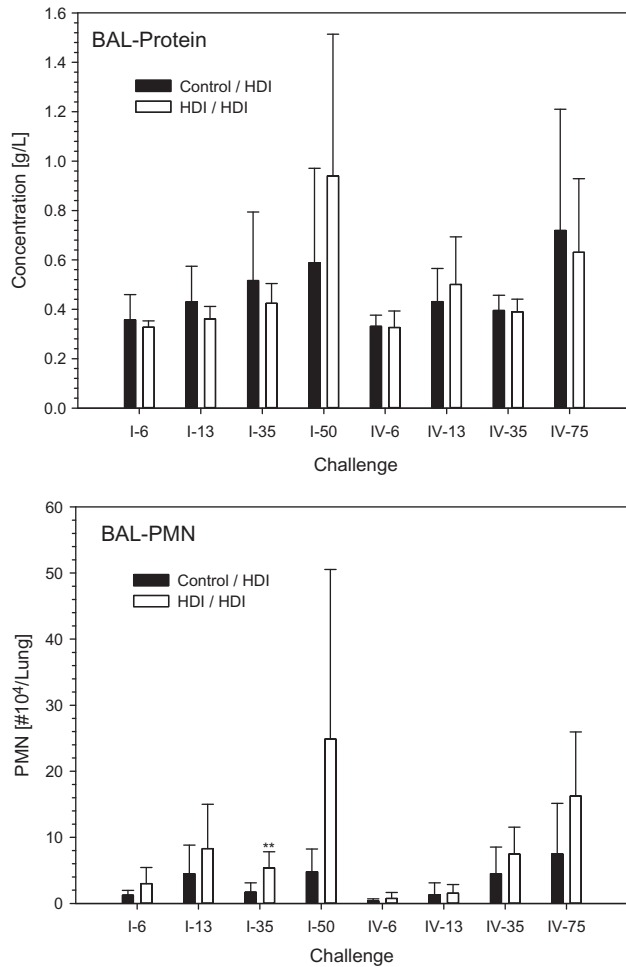 BAL-Protein
Control / HDI
HDI / HDI
Concentration [g/L]
1.6
1.4
1.2
1.0
0.8
0.6
0.4
0.2
0.0
I-6 I-13 I-35 I-50 IV-6 IV-13 IV-35 IV-75
Challenge
BAL-PMN
Control / HDI
HDI / HDI
PMN [#10⁴/Lung]
60
50
40
30
20
10
0
**
I-6 I-13 I-35 I-50 IV-6 IV-13 IV-35 IV-75
Challenge